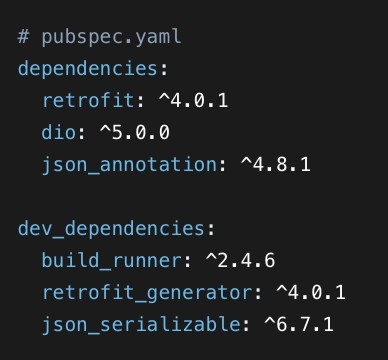 # pubspec.yaml
dependencies:
  retrofit: ^4.0.1
  dio: ^5.0.0
  json_annotation: ^4.8.1

dev_dependencies:
  build_runner: ^2.4.6
  retrofit_generator: ^4.0.1
  json_serializable: ^6.7.1